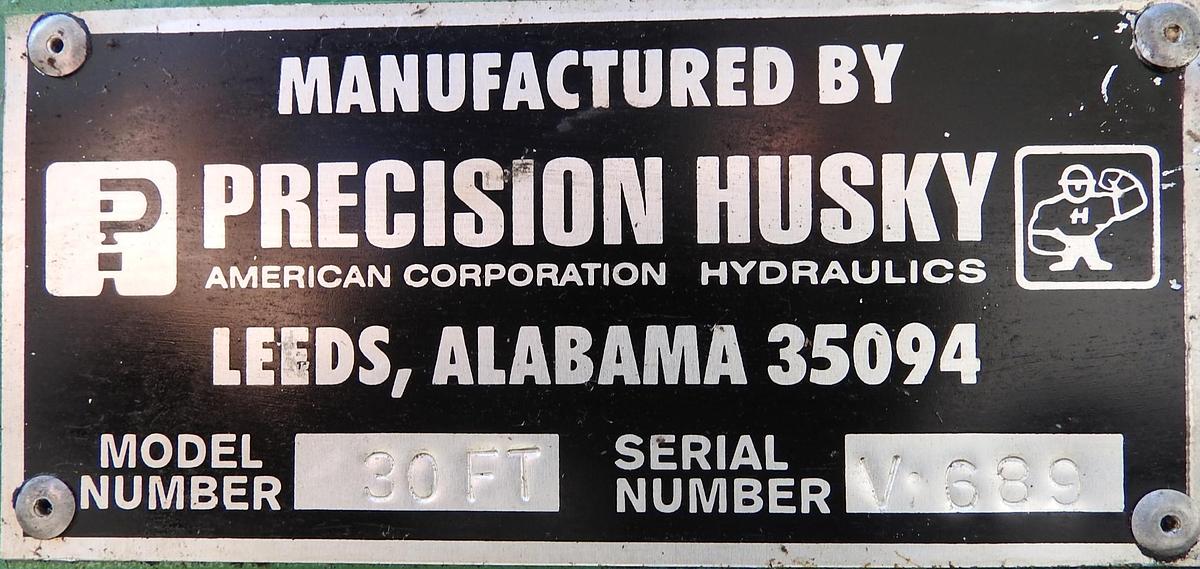 MANUFACTURED BY
PRECISION HUSKY
AMERICAN CORPORATION HYDRAULICS
LEEDS, ALABAMA 35094
MODEL NUMBER 30 FT
SERIAL NUMBER V·689
H